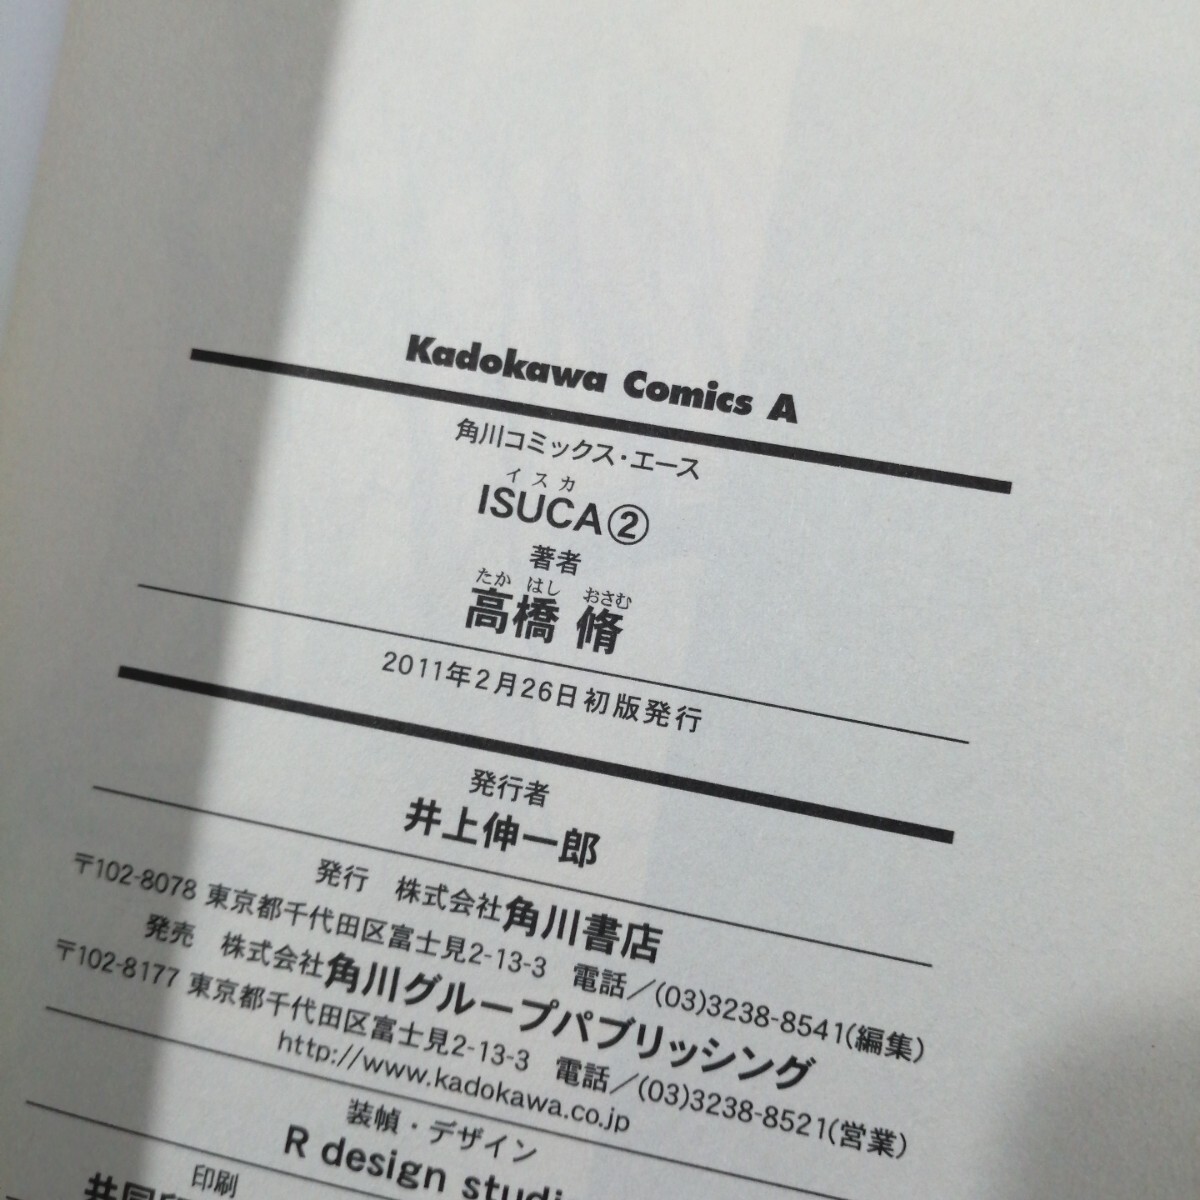 Kadokawa Comics A
角川コミックス・エース
イスカ
ISUCA②
著者
たか はし おさむ
高橋 脩
2011年2月26日初版発行
発行者
井上伸一郎
発行 株式会社角川書店
〒102-8078 東京都千代田区富士見2-13-3 電話／(03)3238-8541(編集)
発売 株式会社角川グループパブリッシング
〒102-8177 東京都千代田区富士見2-13-3 電話／(03)3238-8521(営業)
http://www.kadokawa.co.jp
装幀・デザイン
R design
印刷